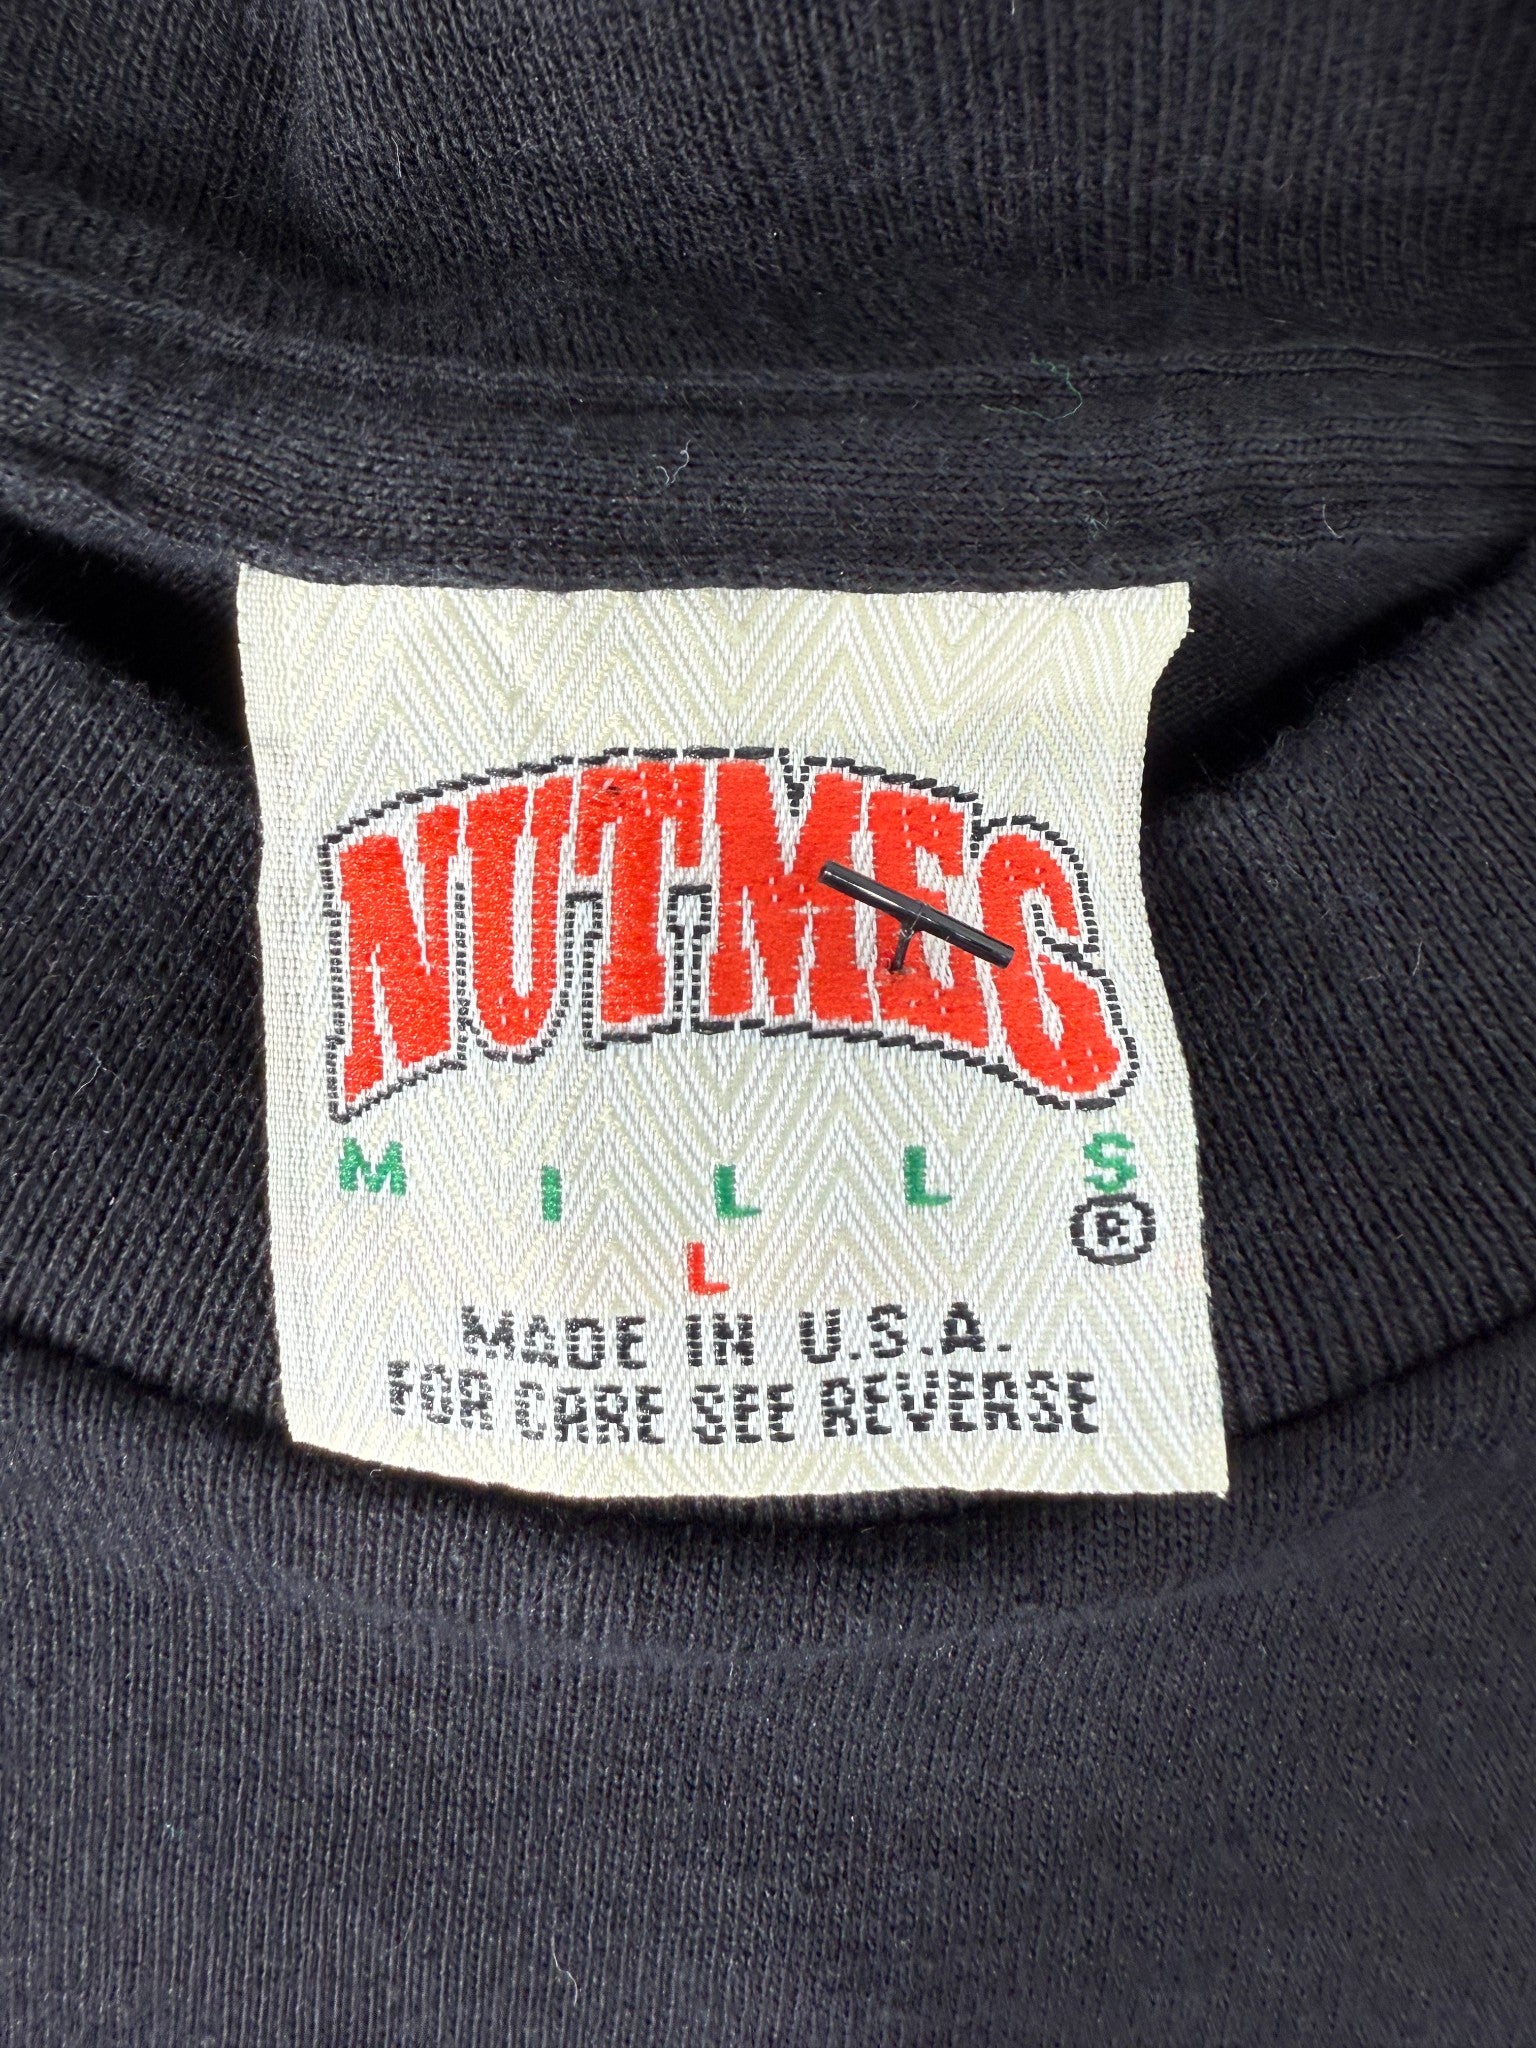 NUTMEG
MILLS
®
L
MADE IN U.S.A.
FOR CARE SEE REVERSE